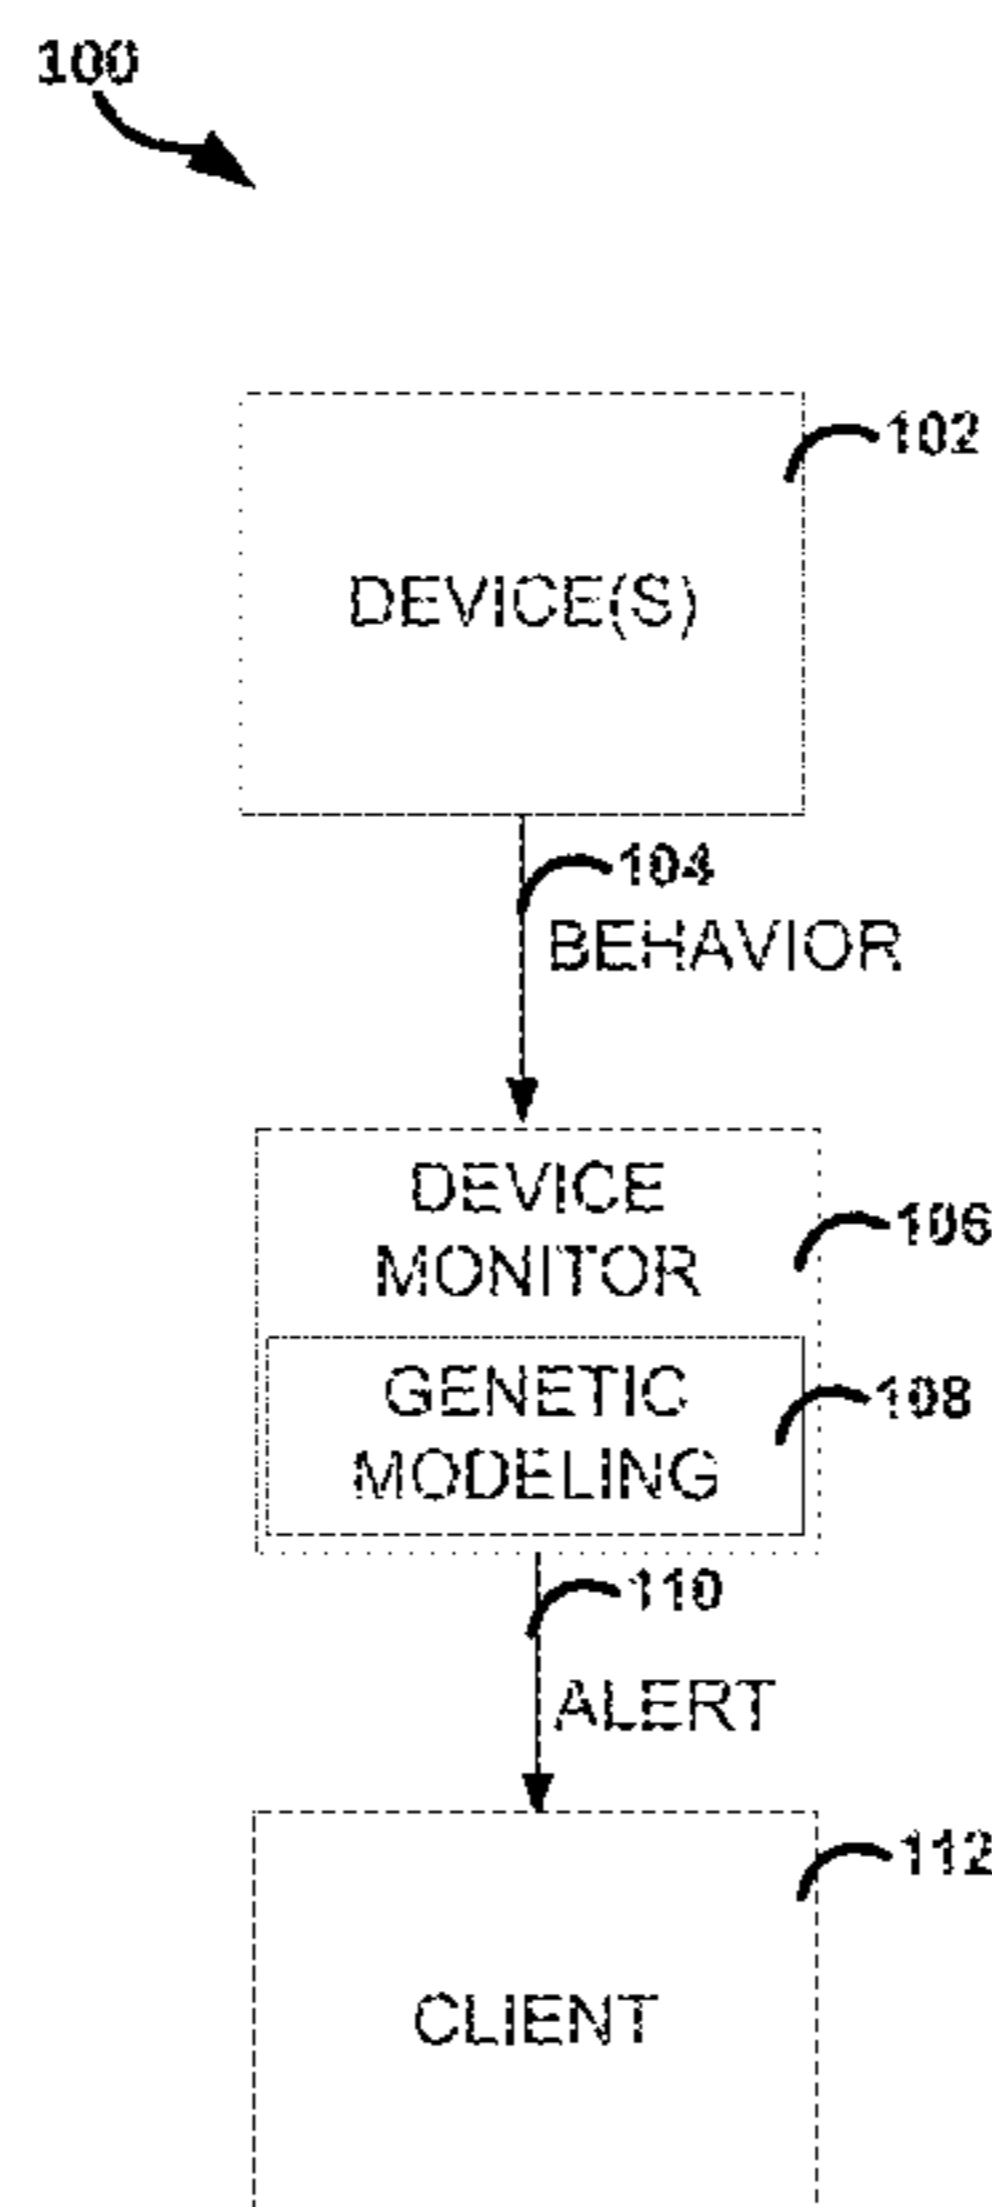 100
102
DEVICE(S)
104
BEHAVIOR
DEVICE
MONITOR
106
GENETIC
MODELING
108
110
ALERT
112
CLIENT